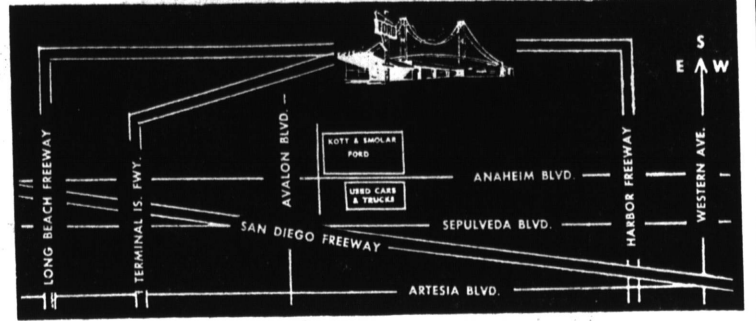 S
E W
LONG BEACH FREEWAY
TERMINAL IS. FWY.
AVALON BLVD.
KOTT & SMOLAR
FORD
USED CARS
& TRUCKS
ANAHEIM BLVD.
SEPULVEDA BLVD.
SAN DIEGO FREEWAY
ARTESIA BLVD.
HARBOR FREEWAY
WESTERN AVE.